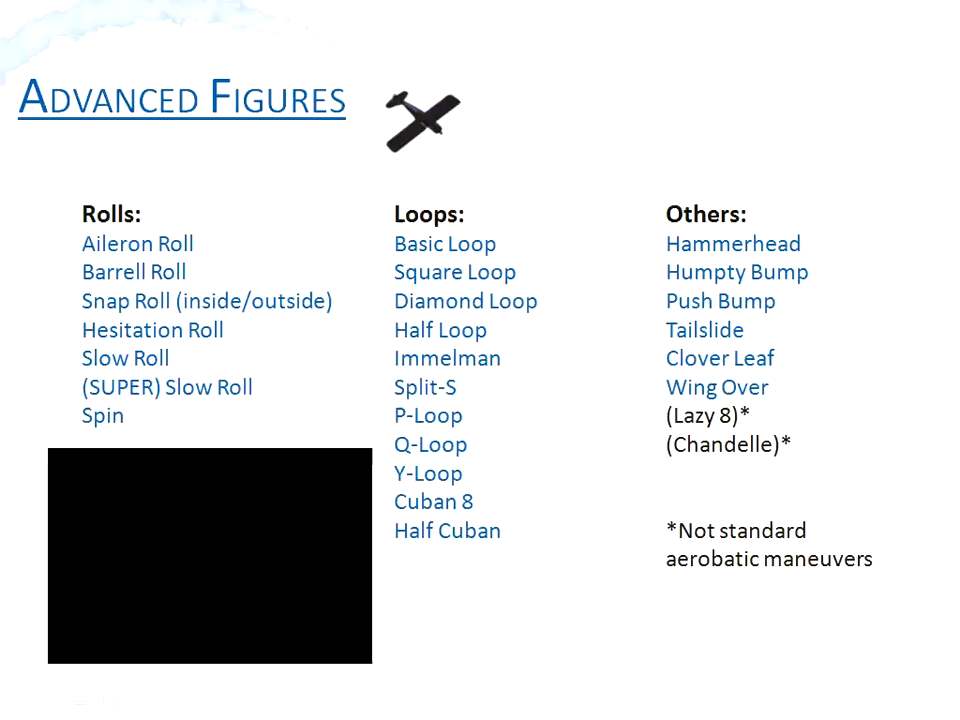 ADVANCED FIGURES
Rolls:
Aileron Roll
Barrell Roll
Snap Roll (inside/outside)
Hesitation Roll
Slow Roll
(SUPER) Slow Roll
Spin
Loops:
Basic Loop
Square Loop
Diamond Loop
Half Loop
Immelman
Split-S
P-Loop
Q-Loop
Y-Loop
Cuban 8
Half Cuban
Others:
Hammerhead
Humpty Bump
Push Bump
Tailslide
Clover Leaf
Wing Over
(Lazy 8)*
(Chandelle)*
*Not standard
aerobatic maneuvers